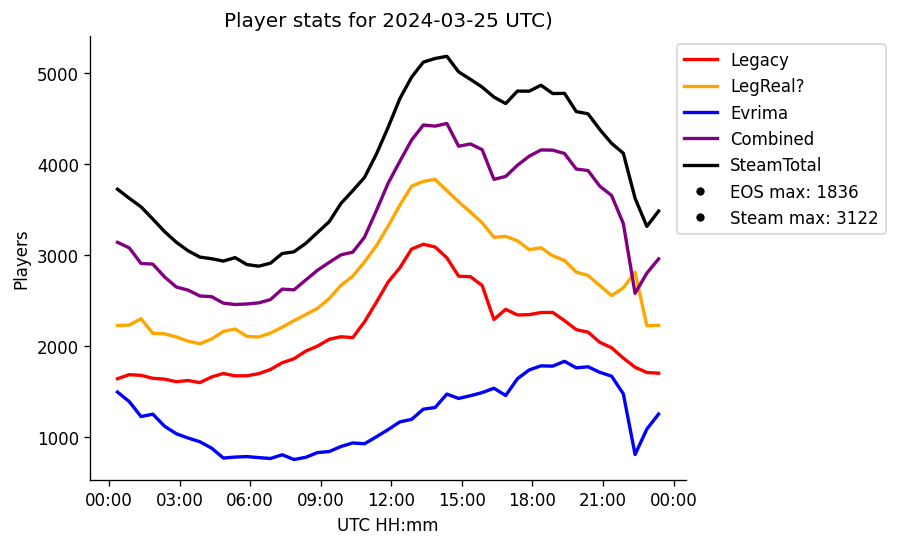 Player stats for 2024-03-25 UTC)
Legacy
LegReal?
Evrima
Combined
SteamTotal
EOS max: 1836
Steam max: 3122
Players
5000
4000
3000
2000
1000
00:00 03:00 06:00 09:00 12:00 15:00 18:00 21:00 00:00
UTC HH:mm